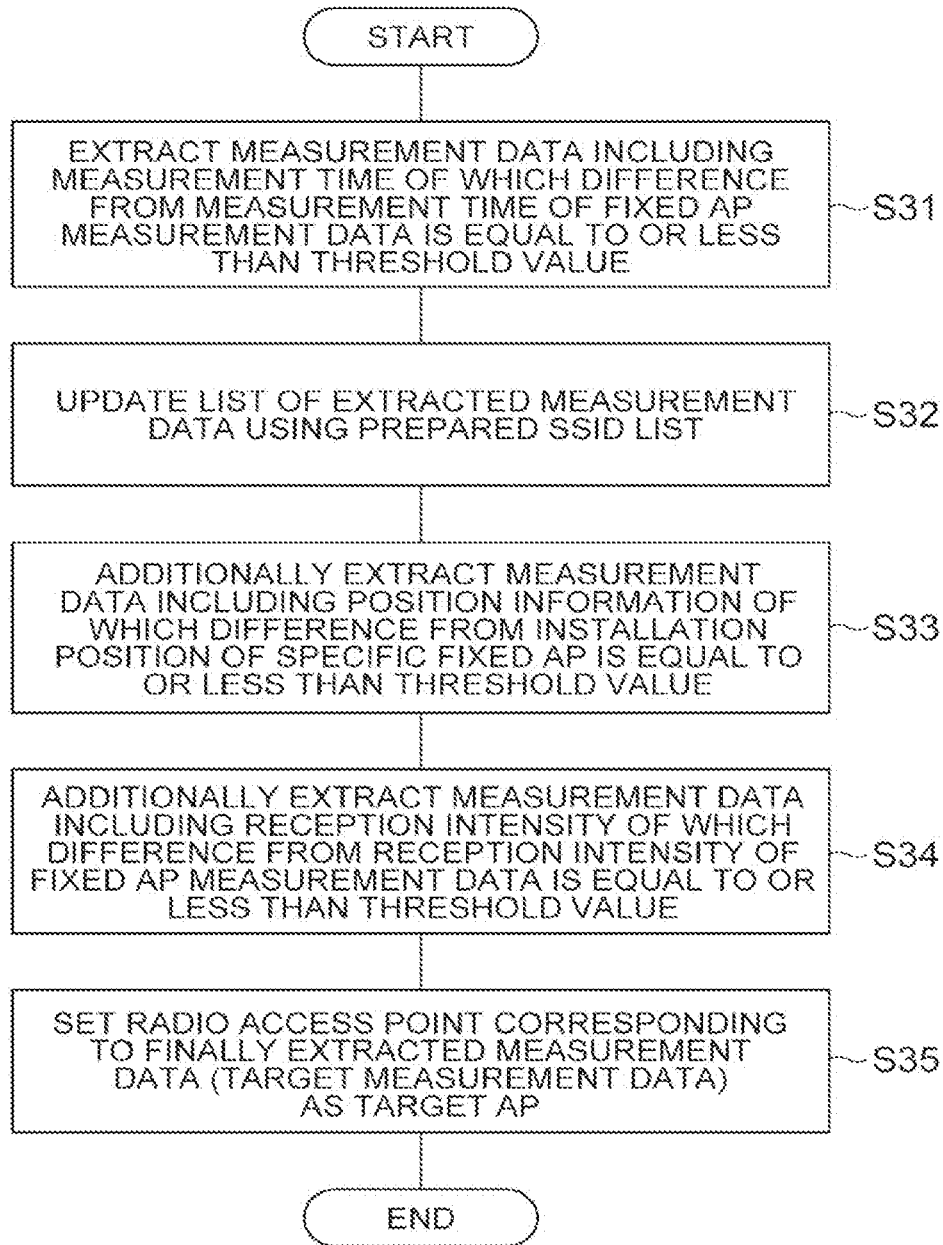 START
EXTRACT MEASUREMENT DATA INCLUDING
MEASUREMENT TIME OF WHICH DIFFERENCE
FROM MEASUREMENT TIME OF FIXED AP
MEASUREMENT DATA IS EQUAL TO OR LESS
THAN THRESHOLD VALUE
S31
UPDATE LIST OF EXTRACTED MEASUREMENT
DATA USING PREPARED SSID LIST
S32
ADDITIONALLY EXTRACT MEASUREMENT
DATA INCLUDING POSITION INFORMATION OF
WHICH DIFFERENCE FROM INSTALLATION
POSITION OF SPECIFIC FIXED AP IS EQUAL TO
OR LESS THAN THRESHOLD VALUE
S33
ADDITIONALLY EXTRACT MEASUREMENT DATA
INCLUDING RECEPTION INTENSITY OF WHICH
DIFFERENCE FROM RECEPTION INTENSITY OF
FIXED AP MEASUREMENT DATA IS EQUAL TO OR
LESS THAN THRESHOLD VALUE
S34
SET RADIO ACCESS POINT CORRESPONDING
TO FINALLY EXTRACTED MEASUREMENT
DATA (TARGET MEASUREMENT DATA)
AS TARGET AP
S35
END